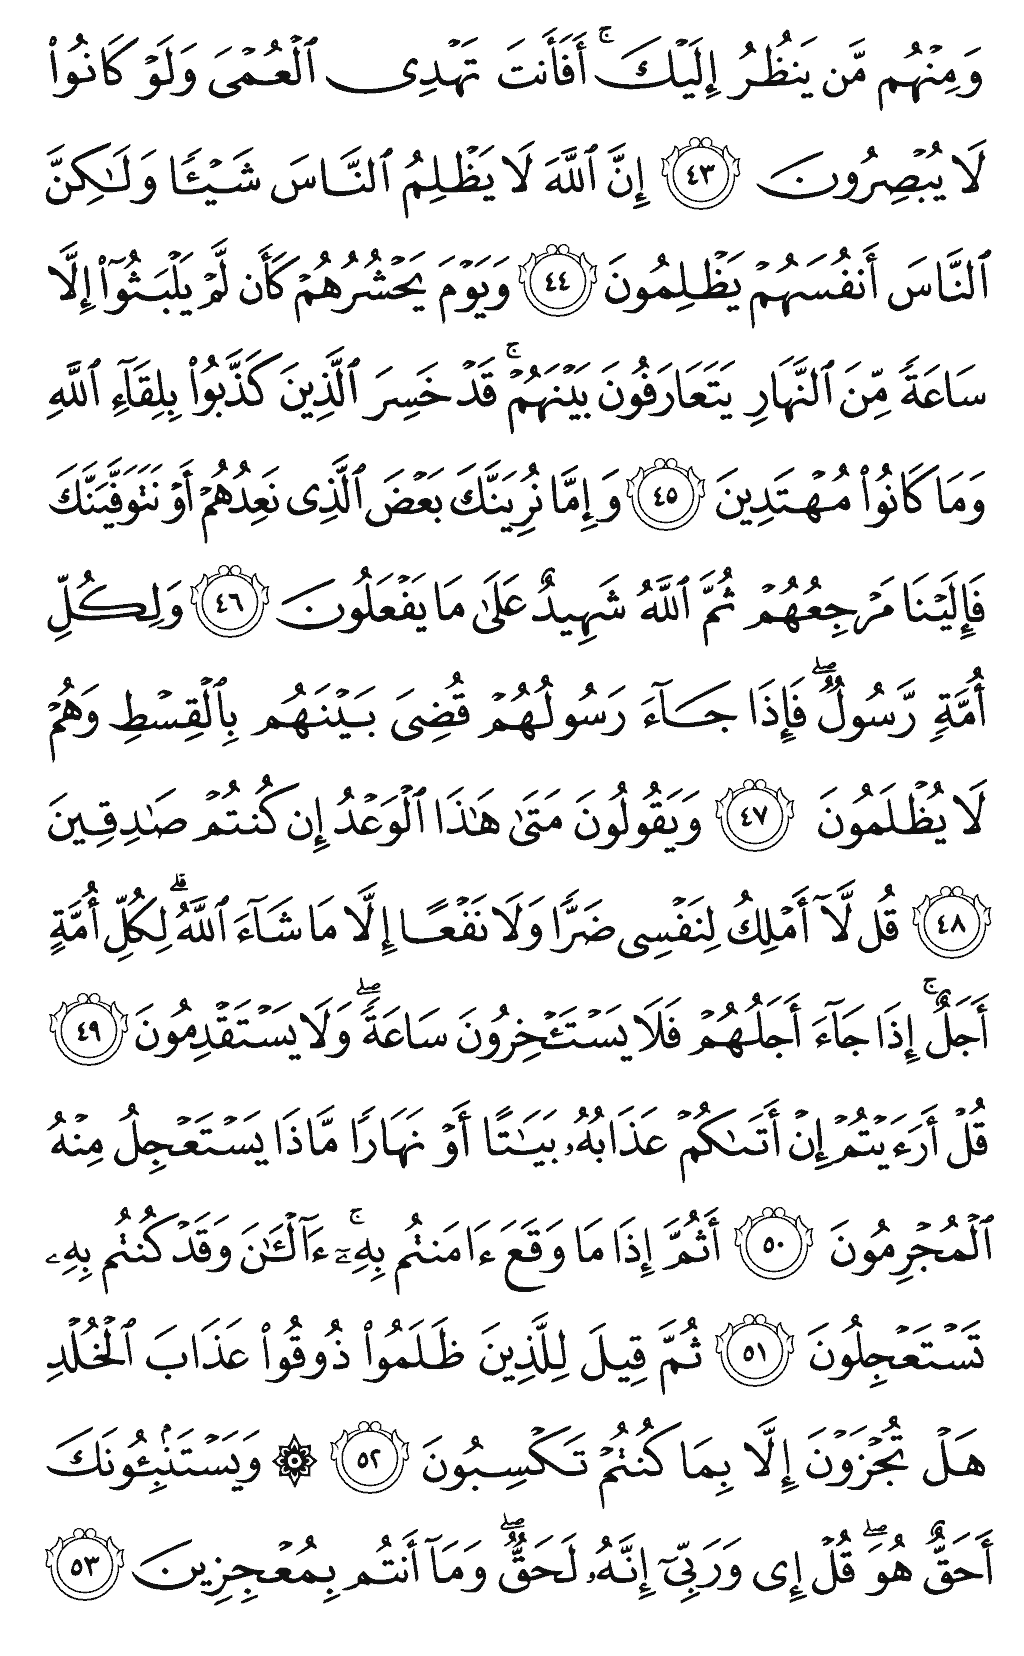 وَمِنۡهُم مَّن يَنظُرُ إِلَيۡكَۚ أَفَأَنتَ تَهۡدِي ٱلۡعُمۡيَ وَلَوۡ كَانُواْ
لَا يُبۡصِرُونَ ٤٣ إِنَّ ٱللَّهَ لَا يَظۡلِمُ ٱلنَّاسَ شَيۡـٔٗا وَلَٰكِنَّ
ٱلنَّاسَ أَنفُسَهُمۡ يَظۡلِمُونَ ٤٤ وَيَوۡمَ يَحۡشُرُهُمۡ كَأَن لَّمۡ يَلۡبَثُوٓاْ إِلَّا
سَاعَةٗ مِّنَ ٱلنَّهَارِ يَتَعَارَفُونَ بَيۡنَهُمۡۚ قَدۡ خَسِرَ ٱلَّذِينَ كَذَّبُواْ بِلِقَآءِ ٱللَّهِ
وَمَا كَانُواْ مُهۡتَدِينَ ٤٥ وَإِمَّا نُرِيَنَّكَ بَعۡضَ ٱلَّذِي نَعِدُهُمۡ أَوۡ نَتَوَفَّيَنَّكَ
فَإِلَيۡنَا مَرۡجِعُهُمۡ ثُمَّ ٱللَّهُ شَهِيدٌ عَلَىٰ مَا يَفۡعَلُونَ ٤٦ وَلِكُلِّ
أُمَّةٖ رَّسُولٞۖ فَإِذَا جَآءَ رَسُولُهُمۡ قُضِيَ بَيۡنَهُم بِٱلۡقِسۡطِ وَهُمۡ
لَا يُظۡلَمُونَ ٤٧ وَيَقُولُونَ مَتَىٰ هَٰذَا ٱلۡوَعۡدُ إِن كُنتُمۡ صَٰدِقِينَ
٤٨ قُل لَّآ أَمۡلِكُ لِنَفۡسِي ضَرّٗا وَلَا نَفۡعًا إِلَّا مَا شَآءَ ٱللَّهُۗ لِكُلِّ أُمَّةٍ
أَجَلٌۚ إِذَا جَآءَ أَجَلُهُمۡ فَلَا يَسۡتَـٔۡخِرُونَ سَاعَةٗۖ وَلَا يَسۡتَقۡدِمُونَ ٤٩
قُلۡ أَرَءَيۡتُمۡ إِنۡ أَتَىٰكُمۡ عَذَابُهُۥ بَيَٰتًا أَوۡ نَهَارٗا مَّاذَا يَسۡتَعۡجِلُ مِنۡهُ
ٱلۡمُجۡرِمُونَ ٥٠ أَثُمَّ إِذَا مَا وَقَعَ ءَامَنتُم بِهِۦٓۚ ءَآلۡـَٰٔنَ وَقَدۡ كُنتُم بِهِۦ
تَسۡتَعۡجِلُونَ ٥١ ثُمَّ قِيلَ لِلَّذِينَ ظَلَمُواْ ذُوقُواْ عَذَابَ ٱلۡخُلۡدِ
هَلۡ تُجۡزَوۡنَ إِلَّا بِمَا كُنتُمۡ تَكۡسِبُونَ ٥٢ ۞ وَيَسۡتَنۢبِـُٔونَكَ
أَحَقٌّ هُوَۖ قُلۡ إِي وَرَبِّيٓ إِنَّهُۥ لَحَقّٞۖ وَمَآ أَنتُم بِمُعۡجِزِينَ ٥٣